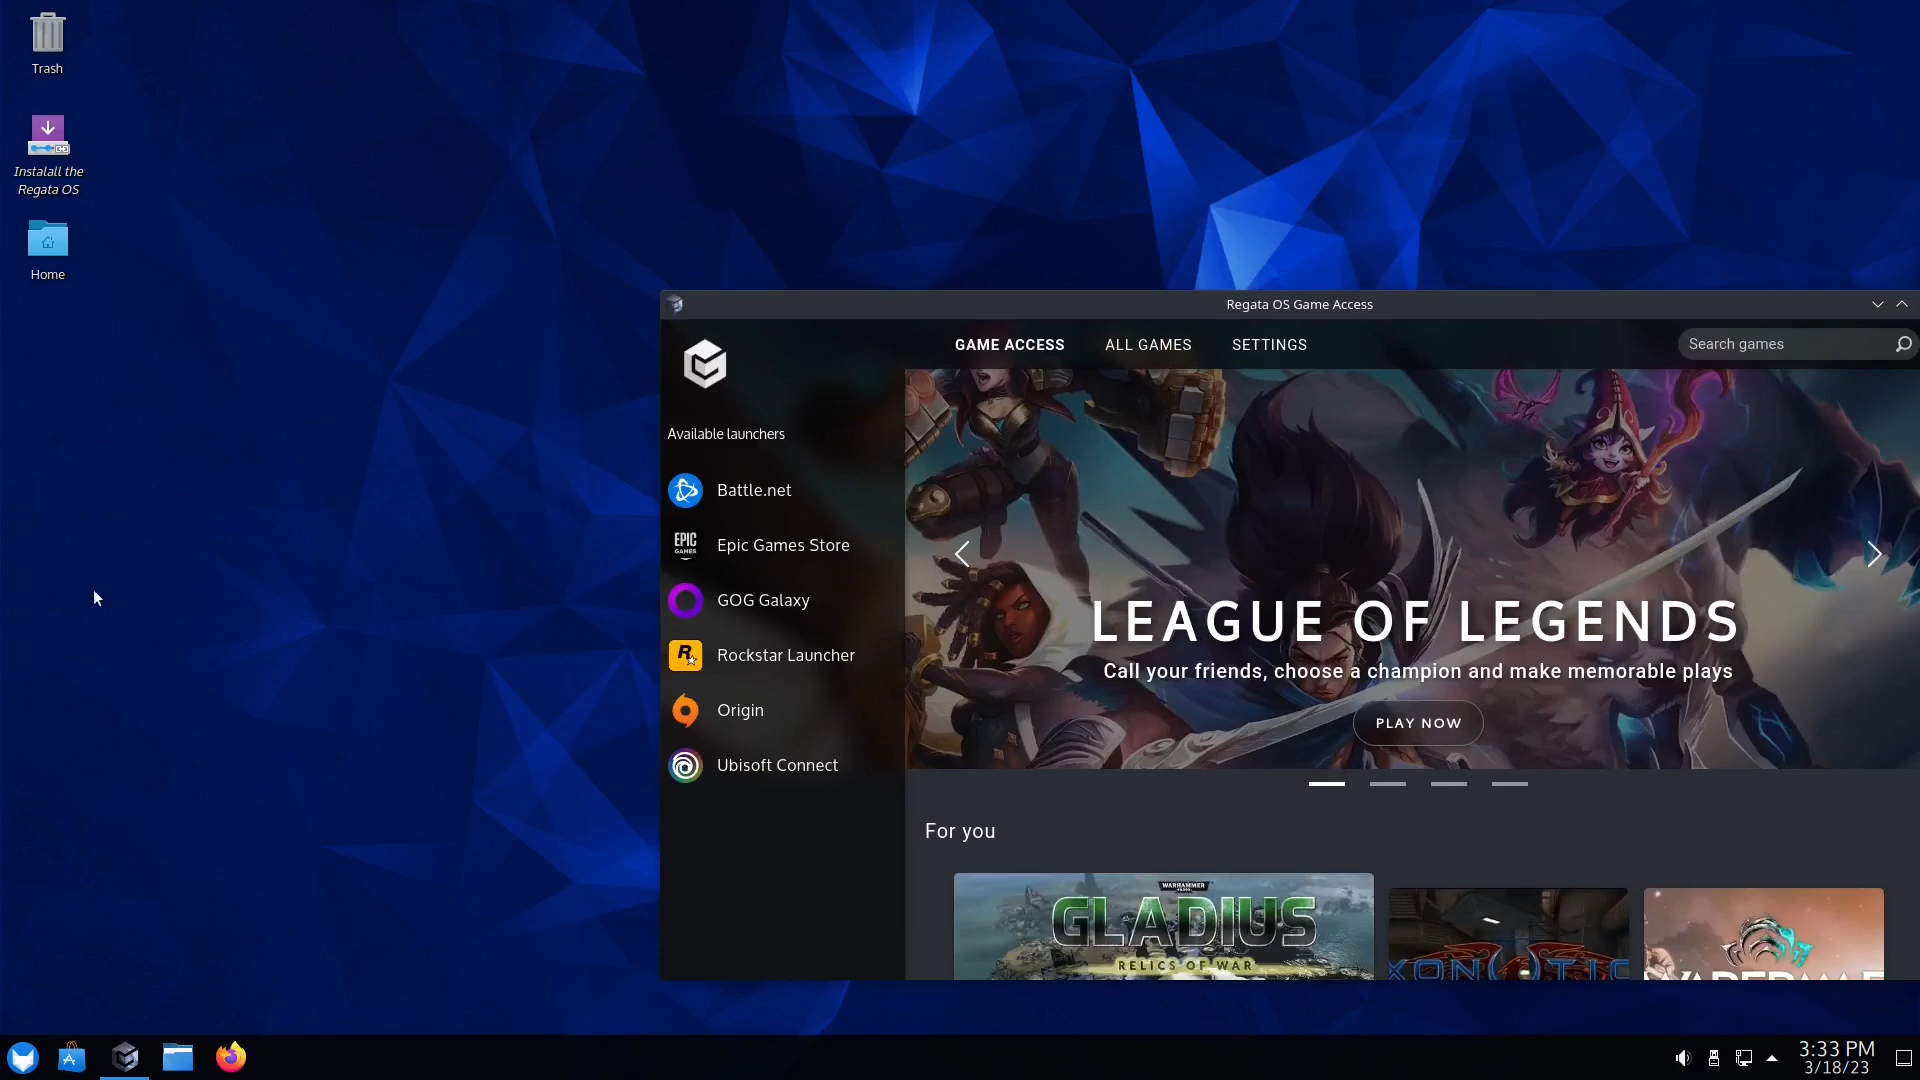 Trash
Instalall the
Regata OS
Home
Regata OS Game Access
GAME ACCESS
ALL GAMES
SETTINGS
Search games
Available launchers
Battle.net
EPIC
GAMES
Epic Games Store
GOG Galaxy
R
Rockstar Launcher
Origin
Ubisoft Connect
LEAGUE OF LEGENDS
Call your friends, choose a champion and make memorable plays
PLAY NOW
For you
WARHAMMER
GLADIUS
RELICS OF WAR
XONOTIC
WARFRAME
3:33 PM
3/18/23